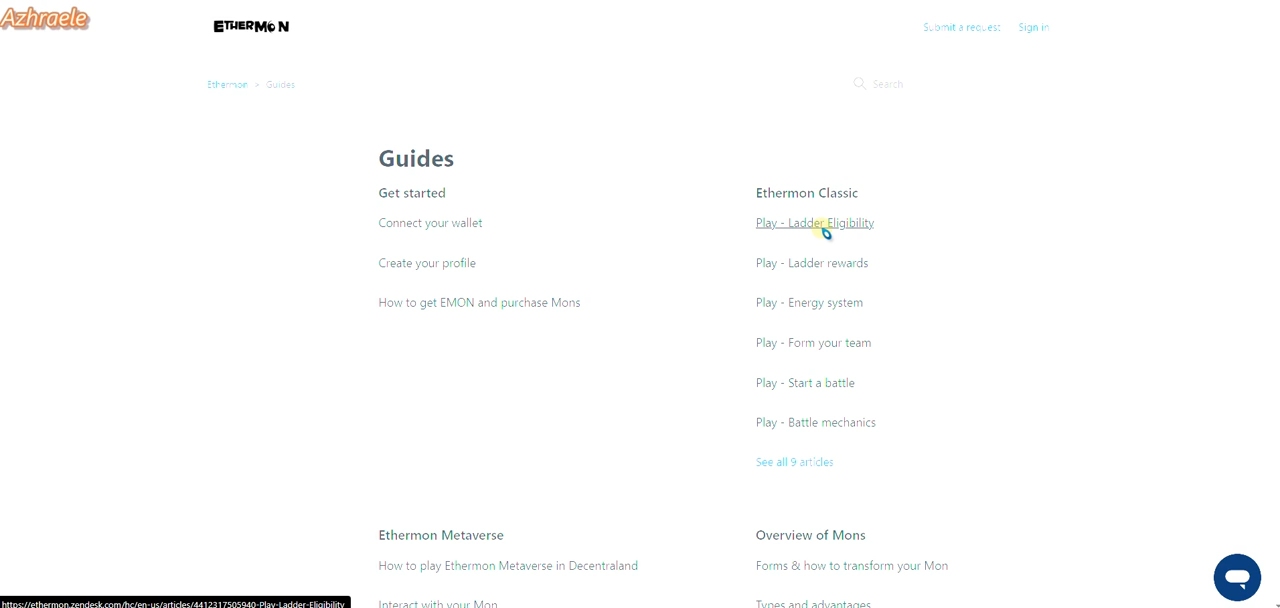 Azhraele
ETHERMON
Submit a request
Sign in
Ethermon > Guides
Search
Guides
Get started
Connect your wallet
Create your profile
How to get EMON and purchase Mons
Ethermon Classic
Play - Ladder Eligibility
Play - Ladder rewards
Play - Energy system
Play - Form your team
Play - Start a battle
Play - Battle mechanics
See all 9 articles
Ethermon Metaverse
How to play Ethermon Metaverse in Decentraland
Interact with your Mon
Overview of Mons
Forms & how to transform your Mon
Types and advantages
https://ethermon.zendesk.com/hc/en-us/articles/4412317505940-Play-Ladder-Eligibility